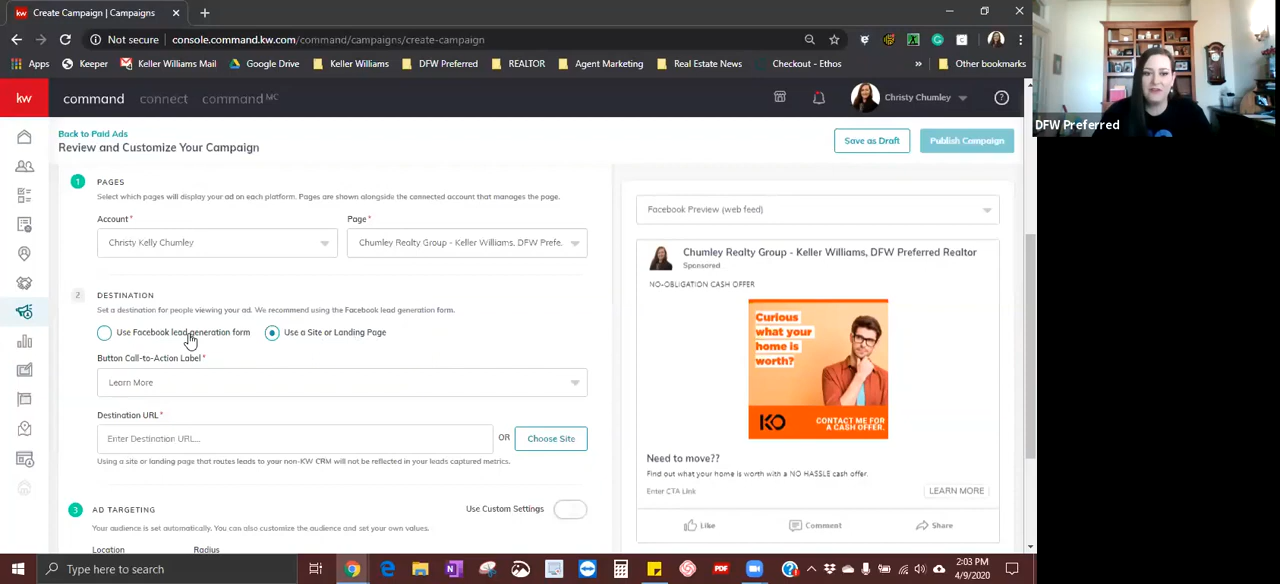 Create Campaign | Campaigns
Not secure
console.command.kw.com/command/campaigns/create-campaign
Apps
Keeper
Keller Williams Mail
Google Drive
Keller Williams
DFW Preferred
REALTOR
Agent Marketing
Real Estate News
Checkout - Ethos
»
Other bookmarks
kw
command
connect
command MC
Christy Chumley
Back to Paid Ads
Review and Customize Your Campaign
Save as Draft
Publish Campaign
1 PAGES
Select which pages will display your ad on each platform. Pages are shown alongside the connected account that manages the page.
Account*
Page*
Christy Kelly Chumley
Chumley Realty Group - Keller Williams, DFW Prefe.
2 DESTINATION
Set a destination for people viewing your ad. We recommend using the Facebook lead generation form.
Use Facebook lead generation form
Use a Site or Landing Page
Button Call-to-Action Label*
Learn More
Destination URL*
Enter Destination URL...
OR
Choose Site
Using a site or landing page that routes leads to your non-KW CRM will not be reflected in your leads captured metrics.
3 AD TARGETING
Use Custom Settings
Your audience is set automatically. You can also customize the audience and set your own values.
Location
Radius
Facebook Preview (web feed)
Chumley Realty Group - Keller Williams, DFW Preferred Realtor
Sponsored
NO-OBLIGATION CASH OFFER
Curious
what your
home is
worth?
KO
CONTACT ME FOR
A CASH OFFER.
Need to move??
Find out what your home is worth with a NO HASSLE cash offer.
Enter CTA Link
LEARN MORE
Like
Comment
Share
DFW Preferred
Type here to search
PDF
2:03 PM
4/9/2020